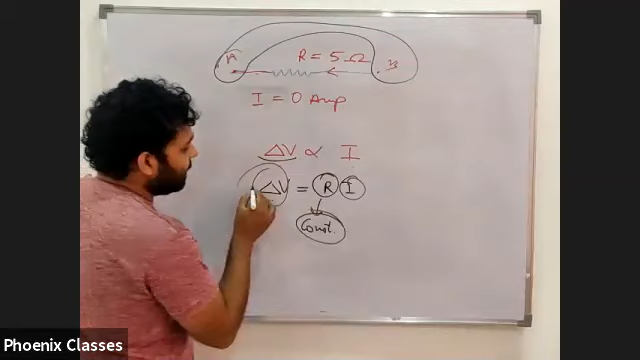 A R = 5 Ω B
I = 0 Amp
ΔV ∝ I
ΔV = R I
Const.
Phoenix Classes